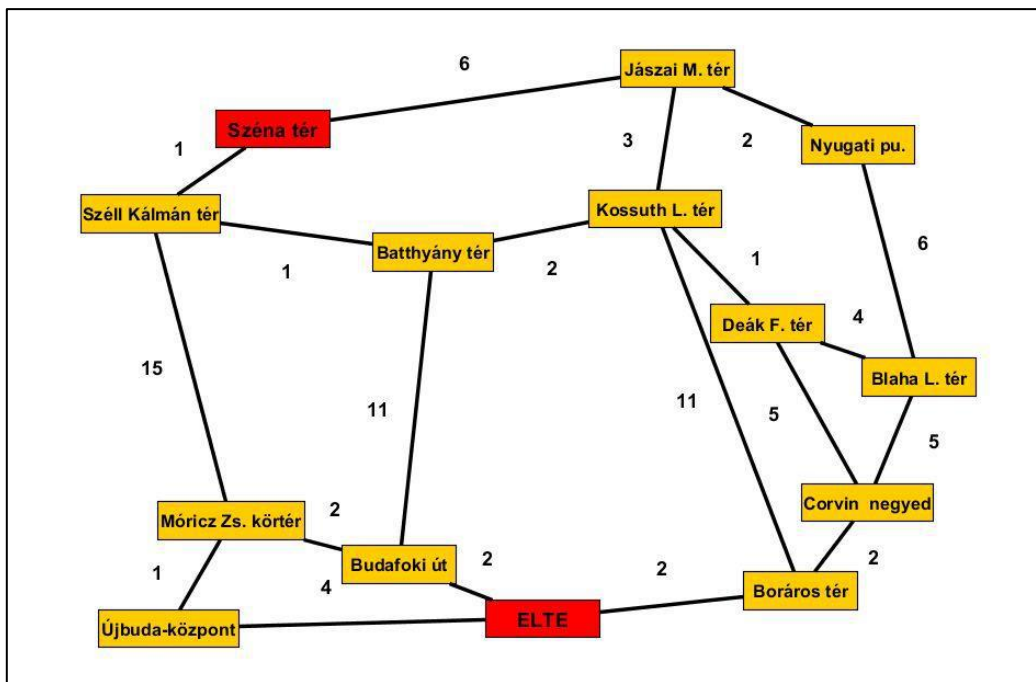 6
Jászai M. tér
Széna tér
1
3
2
Nyugati pu.
Széll Kálmán tér
Kossuth L. tér
Batthyány tér
1
2
1
6
Deák F. tér
4
15
Blaha L. tér
11
11
5
5
Corvin negyed
Móricz Zs. körtér
2
Budafoki út
2
2
2
1
4
Boráros tér
Újbuda-központ
ELTE